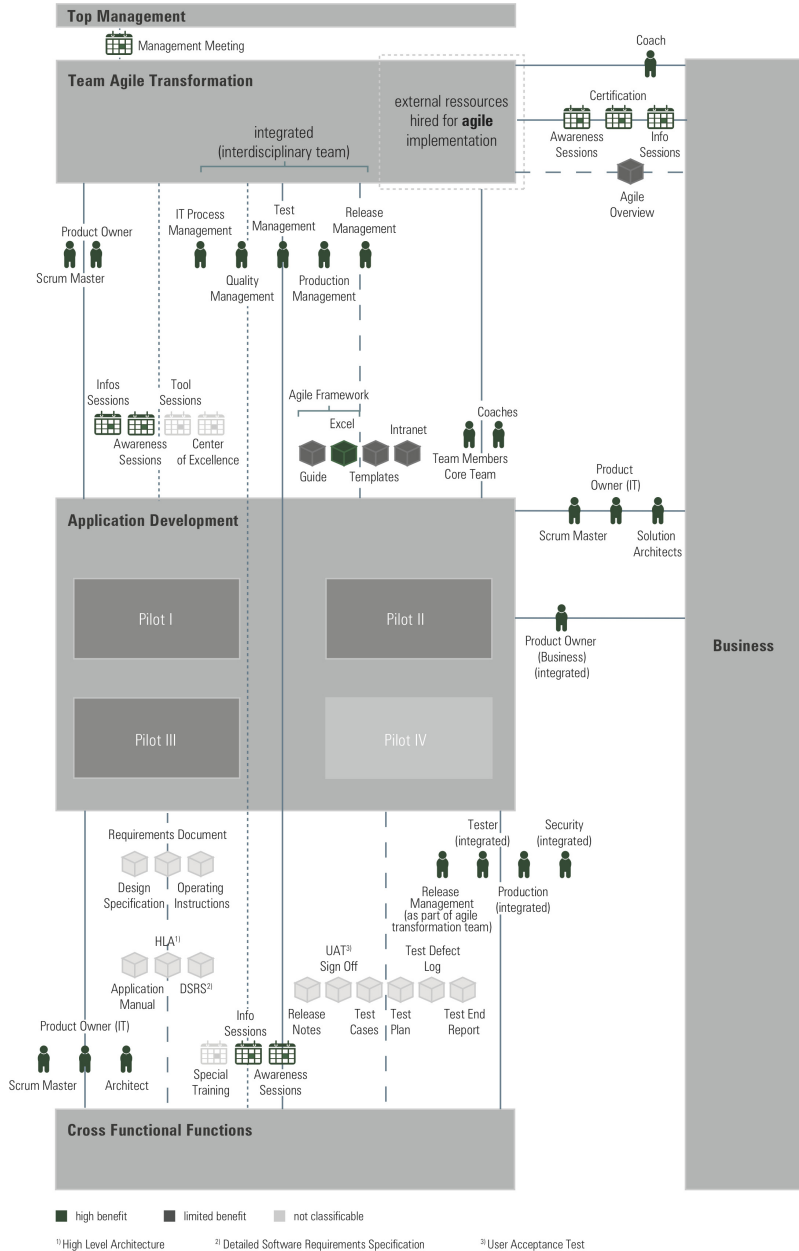 Top Management
Management Meeting
Team Agile Transformation
external ressources
hired for agile
implementation
integrated
(interdisciplinary team)
Coach
Certification
Awareness
Sessions
Info
Sessions
Agile
Overview
Product Owner
Scrum Master
IT Process
Management
Test
Management
Release
Management
Quality
Management
Production
Management
Infos
Sessions
Tool
Sessions
Awareness
Sessions
Center
of Excellence
Agile Framework
Excel
Intranet
Guide
Templates
Coaches
Team Members
Core Team
Product
Owner (IT)
Scrum Master
Solution
Architects
Application Development
Pilot I
Pilot II
Pilot III
Pilot IV
Product Owner
(Business)
(integrated)
Business
Requirements Document
Design
Specification
Operating
Instructions
HLA1)
Application
Manual
DSRS2)
Product Owner (IT)
Scrum Master
Architect
Info
Sessions
Special
Training
Awareness
Sessions
Tester
(integrated)
Security
(integrated)
Release
Management
(as part of agile
transformation team)
Production
(integrated)
UAT3)
Sign Off
Test Defect
Log
Release
Notes
Test
Cases
Test
Plan
Test End
Report
Cross Functional Functions
high benefit
limited benefit
not classificable
1) High Level Architecture
2) Detailed Software Requirements Specification
3) User Acceptance Test